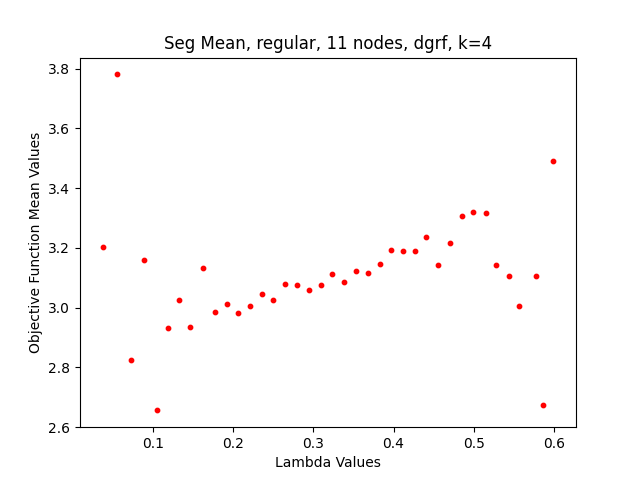 Seg Mean, regular, 11 nodes, dgrf, k=4
Objective Function Mean Values
3.8
3.6
3.4
3.2
3.0
2.8
2.6
0.1 0.2 0.3 0.4 0.5 0.6
Lambda Values